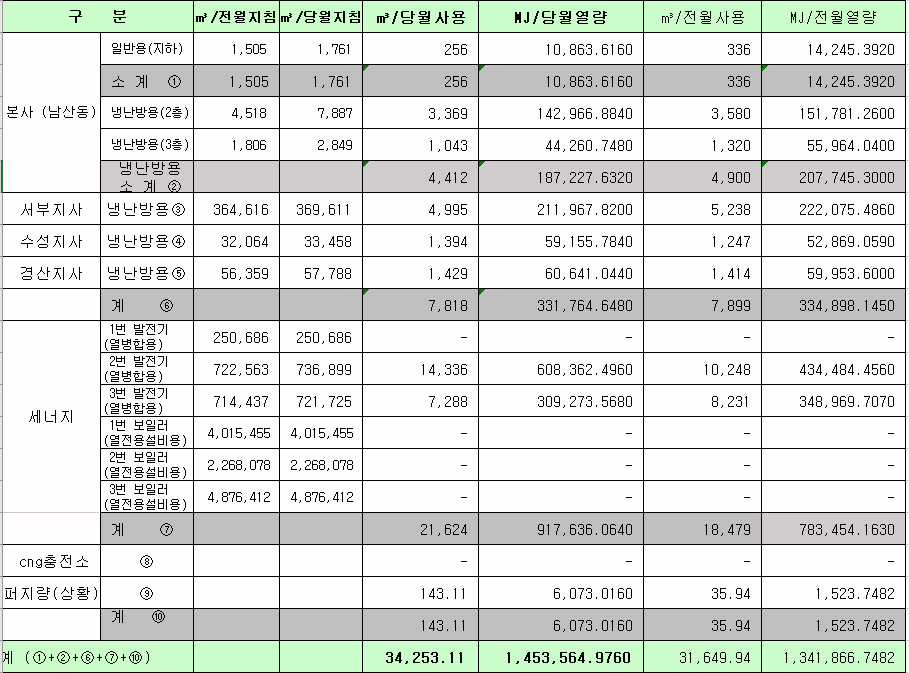 구 분 ㎥/전월지침 ㎥/당월지침 ㎥/당월사용 MJ/당월열량 ㎥/전월사용 MJ/전월열량
본사 (남산동) 일반용(지하) 1,505 1,761 256 10,863.6160 336 14,245.3920
소 계 ① 1,505 1,761 256 10,863.6160 336 14,245.3920
냉난방용(2층) 4,518 7,887 3,369 142,966.8840 3,580 151,781.2600
냉난방용(3층) 1,806 2,849 1,043 44,260.7480 1,320 55,964.0400
냉난방용
소 계 ② 4,412 187,227.6320 4,900 207,745.3000
서부지사 냉난방용③ 364,616 369,611 4,995 211,967.8200 5,238 222,075.4860
수성지사 냉난방용④ 32,064 33,458 1,394 59,155.7840 1,247 52,869.0590
경산지사 냉난방용⑤ 56,359 57,788 1,429 60,641.0440 1,414 59,953.6000
계 ⑥ 7,818 331,764.6480 7,899 334,898.1450
세너지 1번 발전기
(열병합용) 250,686 250,686 - - - -
2번 발전기
(열병합용) 722,563 736,899 14,336 608,362.4960 10,248 434,484.4560
3번 발전기
(열병합용) 714,437 721,725 7,288 309,273.5680 8,231 348,969.7070
1번 보일러
(열전용설비용) 4,015,455 4,015,455 - - - -
2번 보일러
(열전용설비용) 2,268,078 2,268,078 - - - -
3번 보일러
(열전용설비용) 4,876,412 4,876,412 - - - -
계 ⑦ 21,624 917,636.0640 18,479 783,454.1630
cng충전소 ⑧ - - - -
퍼지량(상황) ⑨ 143.11 6,073.0160 35.94 1,523.7482
계 ⑩ 143.11 6,073.0160 35.94 1,523.7482
계 (①+②+⑥+⑦+⑩) 34,253.11 1,453,564.9760 31,649.94 1,341,866.7482